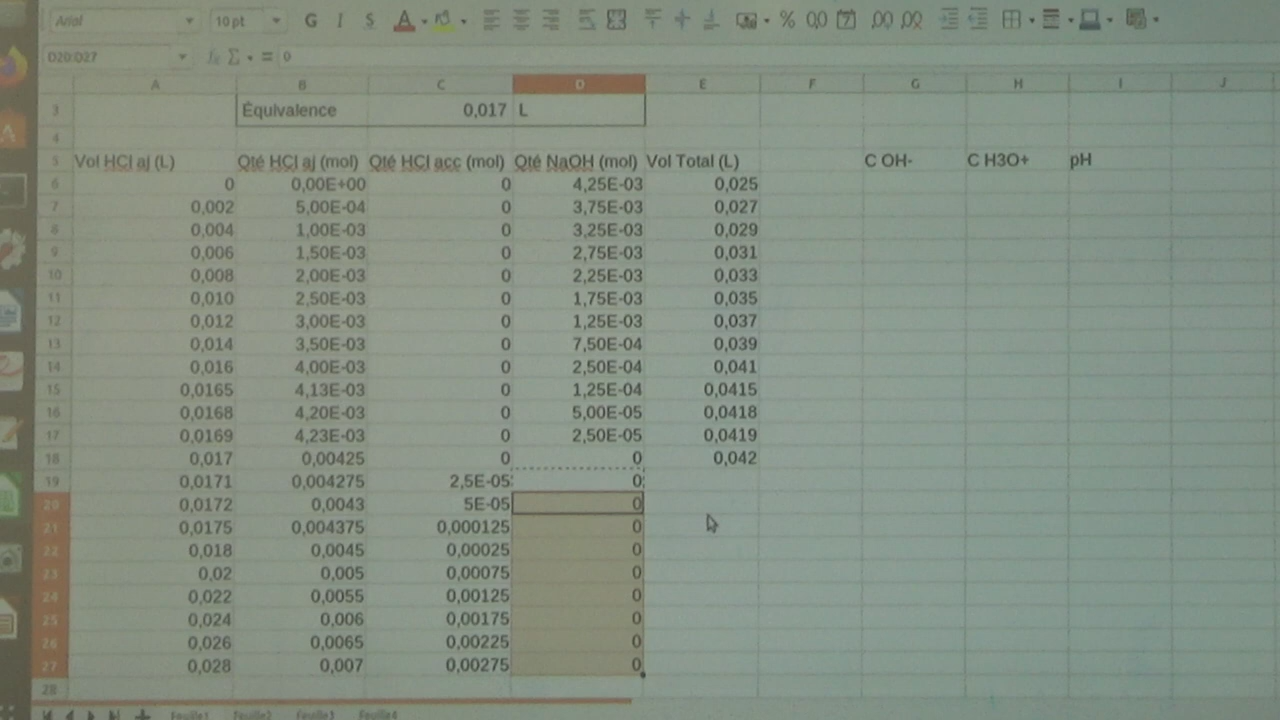 Arial 10 pt G I S A % 0,0 7 ,00 ,00
D20:D27 fx Σ = 0
A B C D E F G H I J
3 Équivalence 0,017 L
4
5 Vol HCl aj (L) Qté HCl aj (mol) Qté HCl acc (mol) Qté NaOH (mol) Vol Total (L) C OH- C H3O+ pH
6 0 0,00E+00 0 4,25E-03 0,025
7 0,002 5,00E-04 0 3,75E-03 0,027
8 0,004 1,00E-03 0 3,25E-03 0,029
9 0,006 1,50E-03 0 2,75E-03 0,031
10 0,008 2,00E-03 0 2,25E-03 0,033
11 0,010 2,50E-03 0 1,75E-03 0,035
12 0,012 3,00E-03 0 1,25E-03 0,037
13 0,014 3,50E-03 0 7,50E-04 0,039
14 0,016 4,00E-03 0 2,50E-04 0,041
15 0,0165 4,13E-03 0 1,25E-04 0,0415
16 0,0168 4,20E-03 0 5,00E-05 0,0418
17 0,0169 4,23E-03 0 2,50E-05 0,0419
18 0,017 0,00425 0 0 0,042
19 0,0171 0,004275 2,5E-05 0
20 0,0172 0,0043 5E-05 0
21 0,0175 0,004375 0,000125 0
22 0,018 0,0045 0,00025 0
23 0,02 0,005 0,00075 0
24 0,022 0,0055 0,00125 0
25 0,024 0,006 0,00175 0
26 0,026 0,0065 0,00225 0
27 0,028 0,007 0,00275 0
28
Feuille1 Feuille2 Feuille3 Feuille4